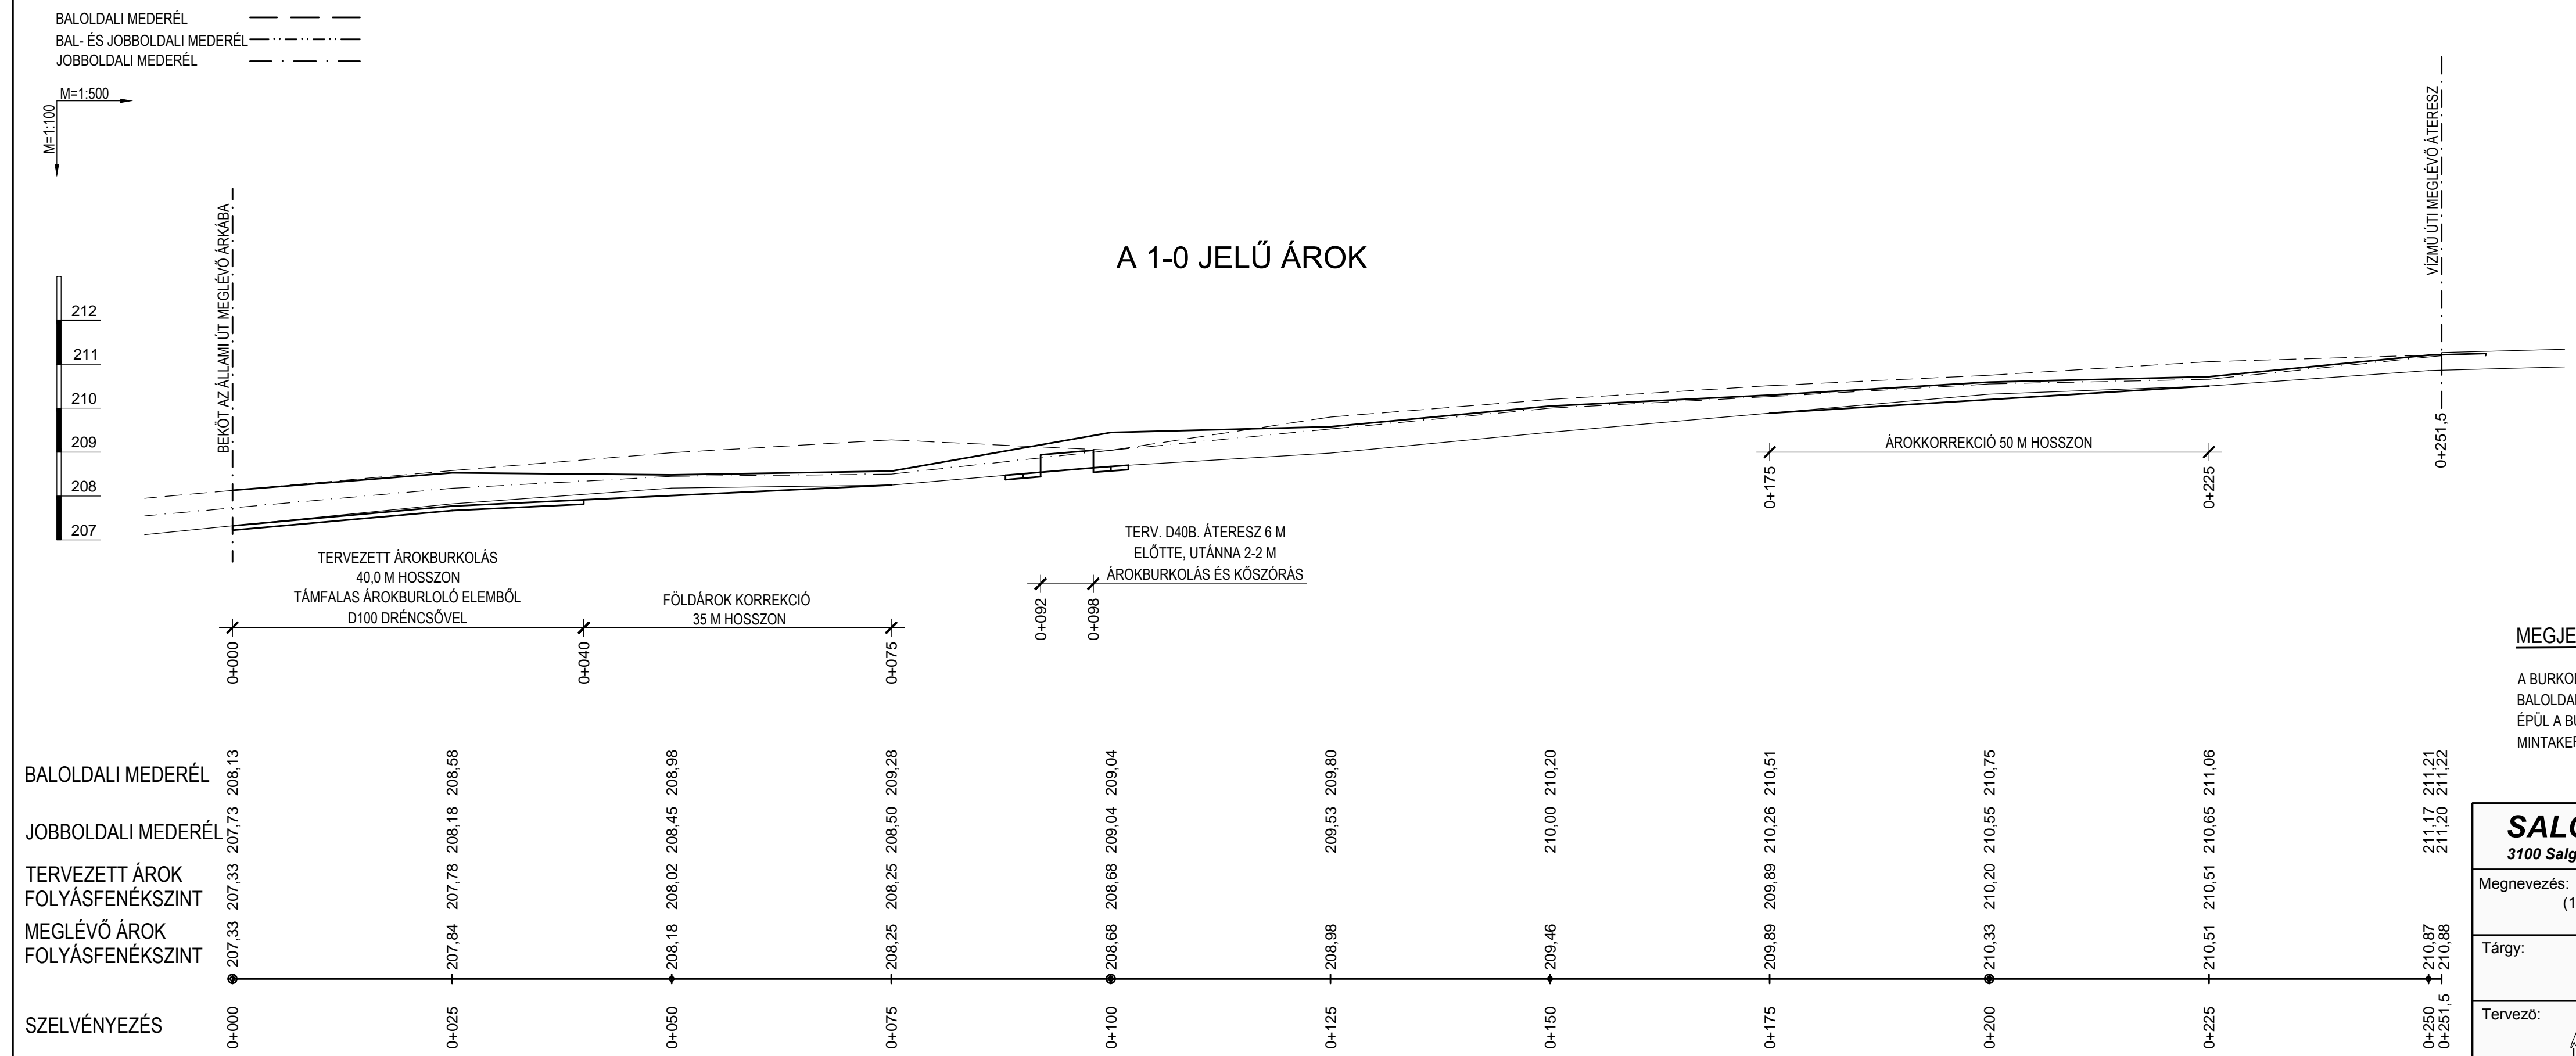 BALOLDALI MEDERÉL
BAL- ÉS JOBBOLDALI MEDERÉL
JOBBOLDALI MEDERÉL
M=1:500
M=1:100
BEKÖT AZ ÁLLAMI ÚT MEGLÉVŐ ÁRKÁBA
VÍZMŰ ÚTI MEGLÉVŐ ÁTERESZ
0+251,5
A 1-0 JELŰ ÁROK
212
211
210
209
208
207
ÁROKKORREKCIÓ 50 M HOSSZON
0+175
0+225
TERV. D40B. ÁTERESZ 6 M
ELŐTTE, UTÁNNA 2-2 M
ÁROKBURKOLÁS ÉS KŐSZÓRÁS
0+092
0+098
TERVEZETT ÁROKBURKOLÁS
40,0 M HOSSZON
TÁMFALAS ÁROKBURLOLÓ ELEMBŐL
D100 DRÉNCSŐVEL
FÖLDÁROK KORREKCIÓ
35 M HOSSZON
0+000
0+040
0+075
MEGJE
A BURKO
BALOLDA
ÉPÜL A B
MINTAKE
BALOLDALI MEDERÉL 208,13 208,58 208,98 209,28 209,04 209,80 210,20 210,51 210,75 211,06 211,21 211,22
JOBBOLDALI MEDERÉL 207,73 208,18 208,45 208,50 209,04 209,53 210,00 210,26 210,55 210,65 211,17 211,20
TERVEZETT ÁROK
FOLYÁSFENÉKSZINT 207,33 207,78 208,02 208,25 208,68 209,89 210,20 210,51
MEGLÉVŐ ÁROK
FOLYÁSFENÉKSZINT 207,33 207,84 208,18 208,25 208,68 208,98 209,46 209,89 210,33 210,51 210,87 210,88
SZELVÉNYEZÉS 0+000 0+025 0+050 0+075 0+100 0+125 0+150 0+175 0+200 0+225 0+250 0+251,5
SALG
3100 Salg
Megnevezés:
(1
Tárgy:
Tervezö: